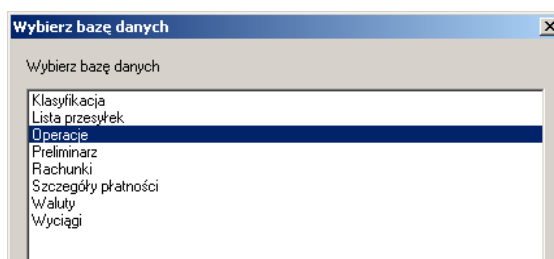 Wybierz bazę danych
Wybierz bazę danych
Klasyfikacja
Lista przesyłek
Operacje
Preliminarz
Rachunki
Szczegóły płatności
Waluty
Wyciągi